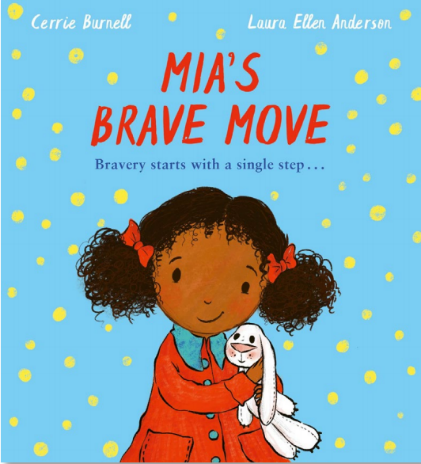 Cerrie Burnell Laura Ellen Anderson
MIA'S
BRAVE MOVE
Bravery starts with a single step...